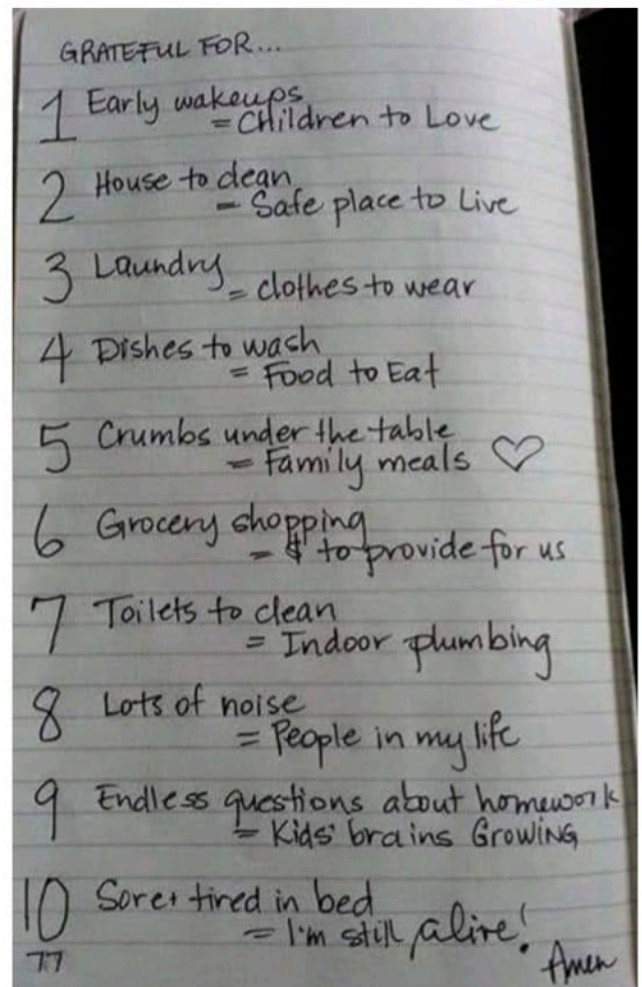 GRATEFUL FOR...
1 Early wakeups
= Children to Love
2 House to clean
= Safe place to Live
3 Laundry
= clothes to wear
4 Dishes to wash
= Food to Eat
5 Crumbs under the table
= Family meals ♡
6 Grocery shopping
= $ to provide for us
7 Toilets to clean
= Indoor plumbing
8 Lots of noise
= People in my life
9 Endless questions about homework
= Kids' brains GROWING
10 Sore + tired in bed
= I'm still alive!
77
Amen